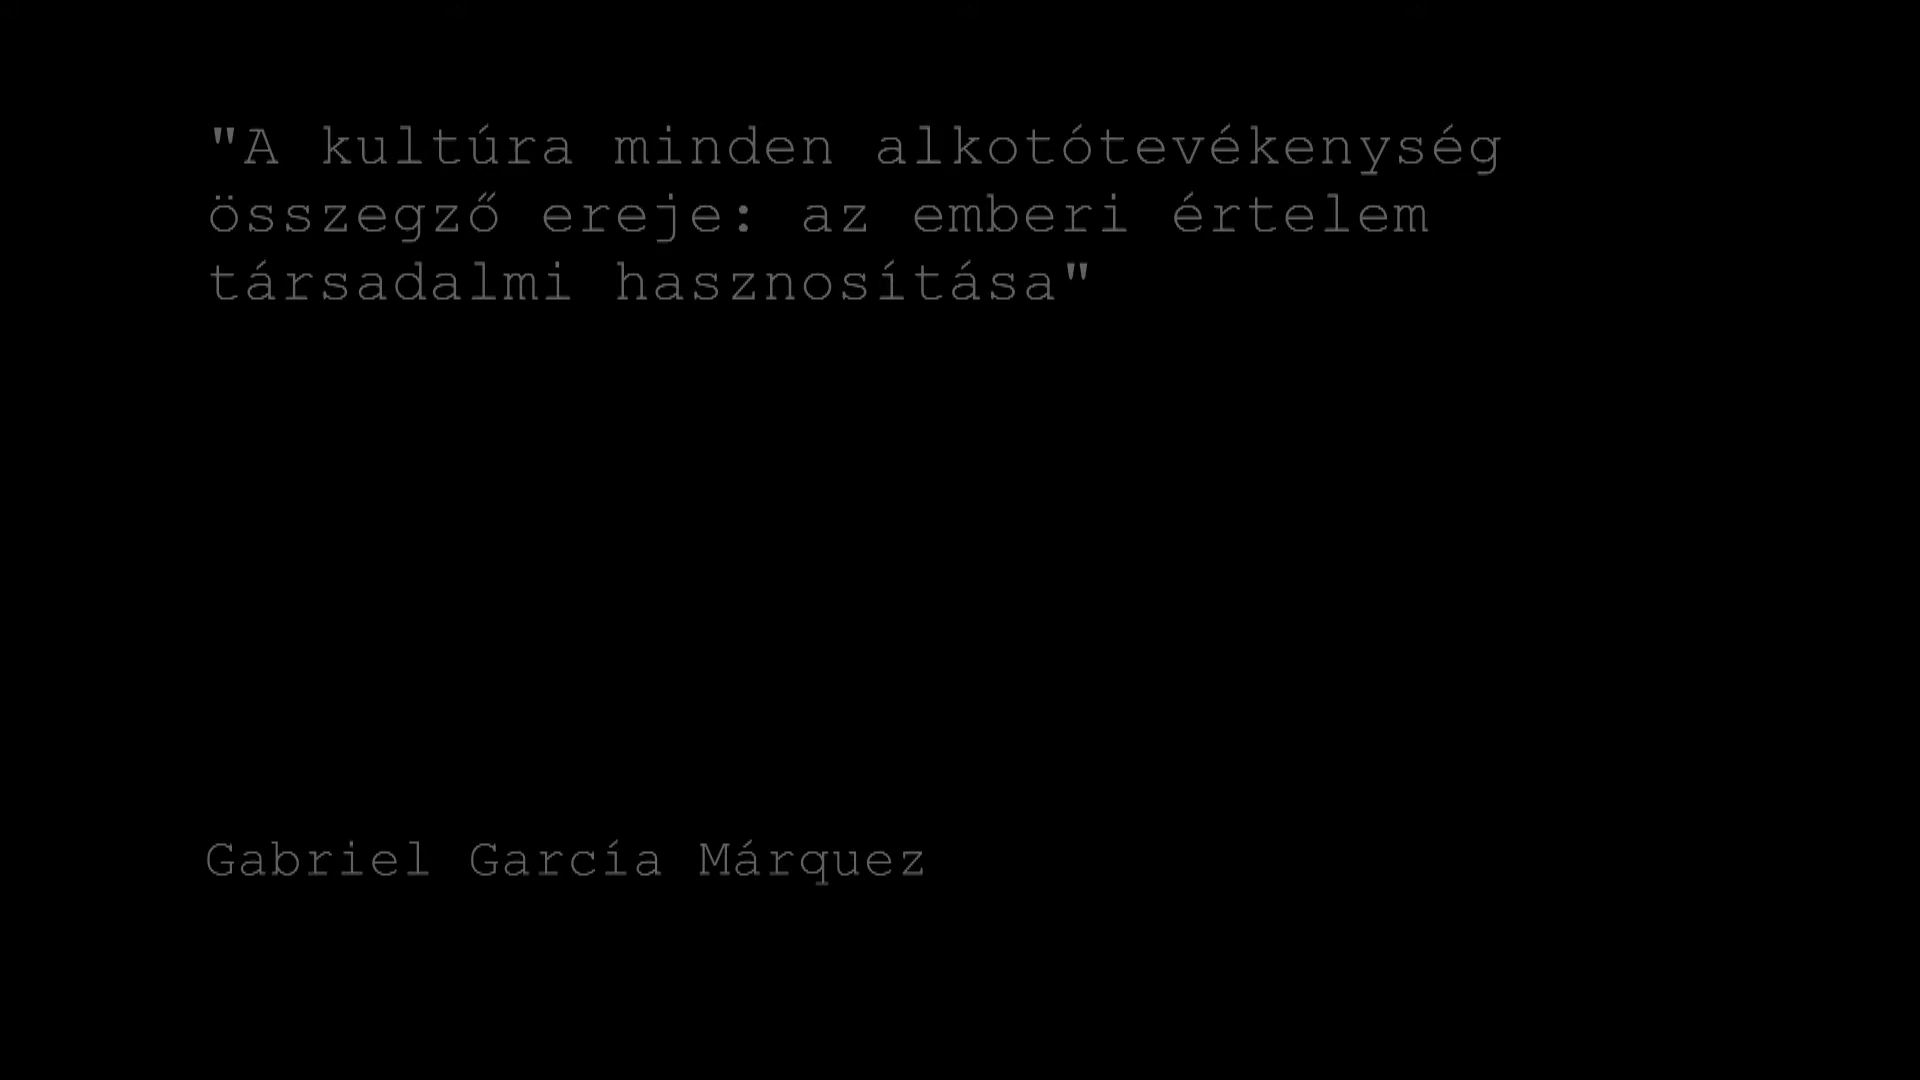 "A kultúra minden alkotótevékenység
összegző ereje: az emberi értelem
társadalmi hasznosítása"
Gabriel García Márquez